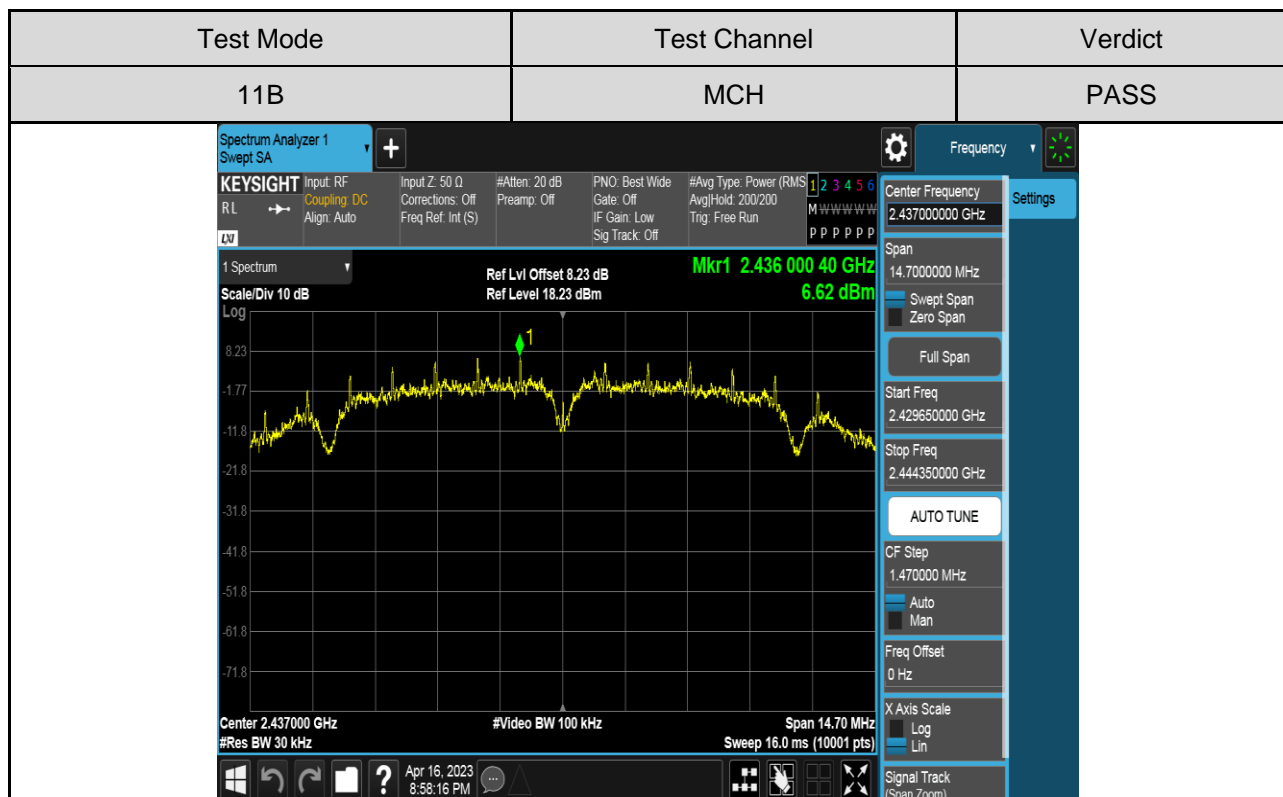 Test Mode Test Channel Verdict
11B MCH PASS
Spectrum Analyzer 1
Swept SA
+
Frequency
KEYSIGHT
RL
LXI
Input: RF
Coupling: DC
Align: Auto
Input Z: 50 Ω
Corrections: Off
Freq Ref: Int (S)
#Atten: 20 dB
Preamp: Off
PNO: Best Wide
Gate: Off
IF Gain: Low
Sig Track: Off
#Avg Type: Power (RMS
Avg|Hold: 200/200
Trig: Free Run
1 2 3 4 5 6
M W W W W W
P P P P P P
1 Spectrum
Scale/Div 10 dB
Log
Ref Lvl Offset 8.23 dB
Ref Level 18.23 dBm
Mkr1 2.436 000 40 GHz
6.62 dBm
1
8.23
-1.77
-11.8
-21.8
-31.8
-41.8
-51.8
-61.8
-71.8
Center 2.437000 GHz
#Res BW 30 kHz
#Video BW 100 kHz
Span 14.70 MHz
Sweep 16.0 ms (10001 pts)
Center Frequency
2.437000000 GHz
Settings
Span
14.7000000 MHz
Swept Span
Zero Span
Full Span
Start Freq
2.429650000 GHz
Stop Freq
2.444350000 GHz
AUTO TUNE
CF Step
1.470000 MHz
Auto
Man
Freq Offset
0 Hz
X Axis Scale
Log
Lin
Signal Track
(Span Zoom)
?
Apr 16, 2023
8:58:16 PM